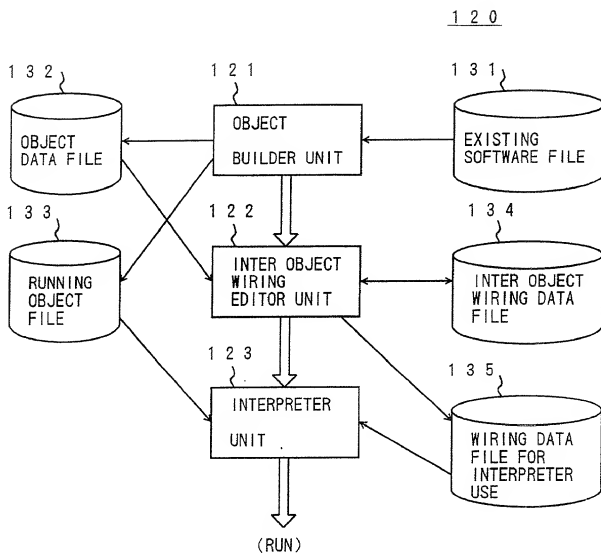 120
132
121
131
OBJECT
DATA FILE
OBJECT
BUILDER UNIT
EXISTING
SOFTWARE FILE
133
122
134
RUNNING
OBJECT
FILE
INTER OBJECT
WIRING
EDITOR UNIT
INTER OBJECT
WIRING DATA
FILE
123
135
INTERPRETER
UNIT
WIRING DATA
FILE FOR
INTERPRETER
USE
(RUN)